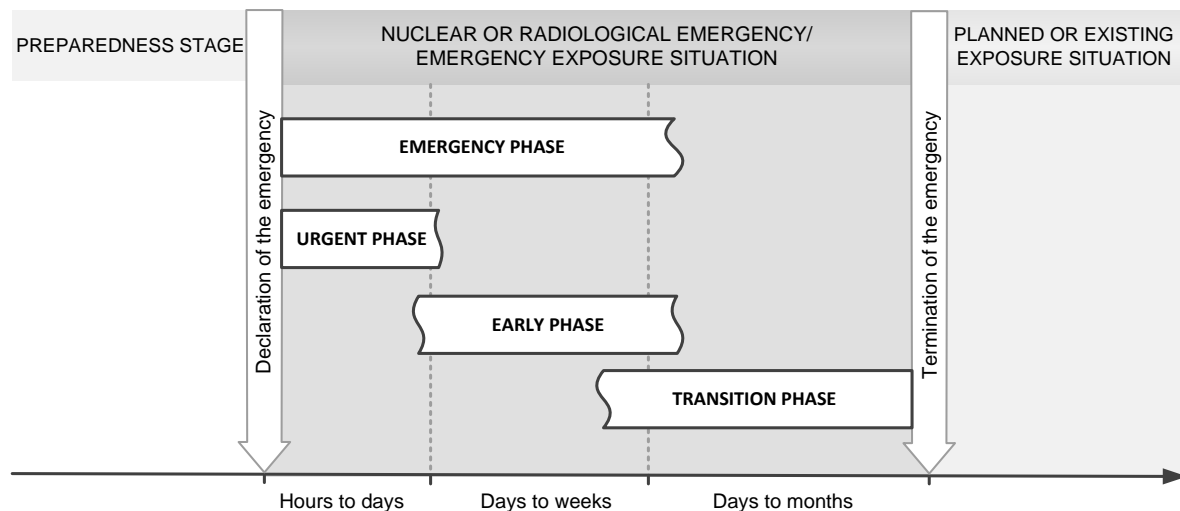 PREPAREDNESS STAGE
NUCLEAR OR RADIOLOGICAL EMERGENCY/
EMERGENCY EXPOSURE SITUATION
PLANNED OR EXISTING
EXPOSURE SITUATION
Declaration of the emergency
EMERGENCY PHASE
URGENT PHASE
EARLY PHASE
TRANSITION PHASE
Termination of the emergency
Hours to days
Days to weeks
Days to months